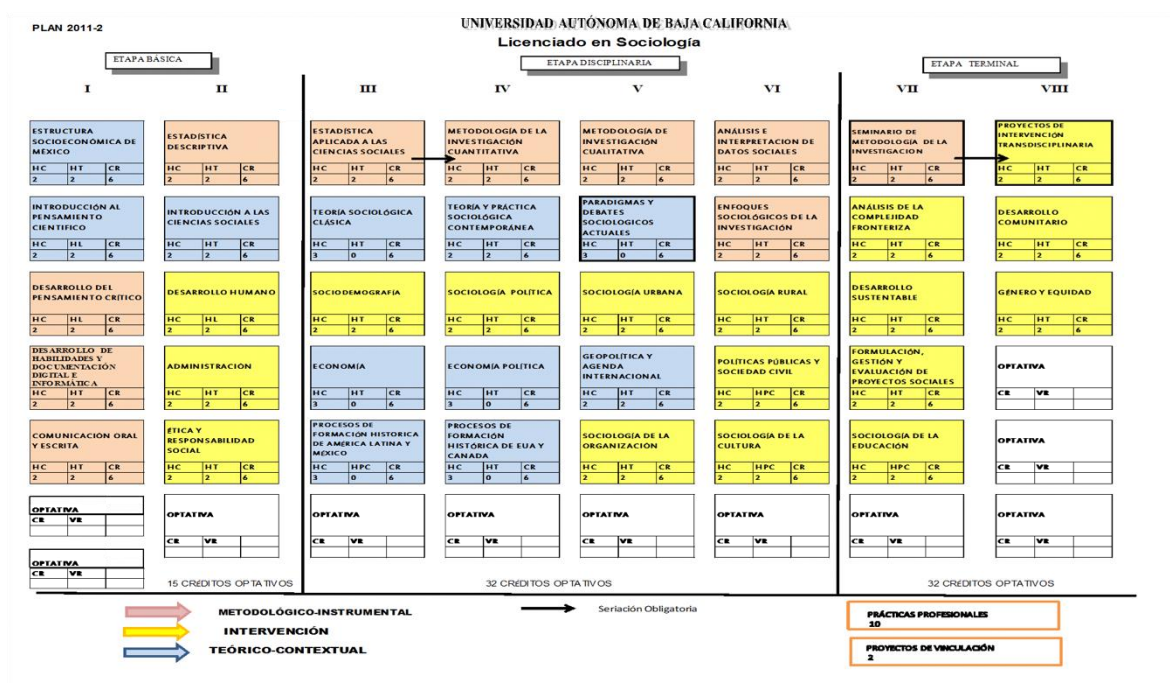 PLAN 2011-2
UNIVERSIDAD AUTÓNOMA DE BAJA CALIFORNIA
Licenciado en Sociología
ETAPA BÁSICA
ETAPA DISCIPLINARIA
ETAPA TERMINAL
I II III IV V VI VII VIII
ESTRUCTURA
SOCIOECONÓMICA DE
MÉXICO
HC HT CR
2 2 6
ESTADÍSTICA
DESCRIPTIVA
HC HT CR
2 2 6
ESTADÍSTICA
APLICADA A LAS
CIENCIAS SOCIALES
HC HT CR
2 2 6
METODOLOGÍA DE LA
INVESTIGACIÓN
CUANTITATIVA
HC HT CR
2 2 6
METODOLOGÍA DE
INVESTIGACIÓN
CUALITATIVA
HC HT CR
2 2 6
ANÁLISIS E
INTERPRETACION DE
DATOS SOCIALES
HC HT CR
2 2 6
SEMINARIO DE
METODOLOGÍA DE LA
INVESTIGACION
HC HT CR
2 2 6
PROYECTOS DE
INTERVENCIÓN
TRANSDISCIPLINARIA
HC HT CR
2 2 6
INTRODUCCIÓN AL
PENSAMIENTO
CIENTIFICO
HC HL CR
2 2 6
INTRODUCCIÓN A LAS
CIENCIAS SOCIALES
HC HT CR
2 2 6
TEORÍA SOCIOLÓGICA
CLÁSICA
HC HT CR
3 0 6
TEORÍA Y PRÁCTICA
SOCIOLÓGICA
CONTEMPORÁNEA
HC HT CR
2 2 6
PARADIGMAS Y
DEBATES
SOCIOLOGICOS
ACTUALES
HC HT CR
3 0 6
ENFOQUES
SOCIOLÓGICOS DE LA
INVESTIGACIÓN
HC HT CR
2 2 6
ANÁLISIS DE LA
COMPLEJIDAD
FRONTERIZA
HC HT CR
2 2 6
DESARROLLO
COMUNITARIO
HC HT CR
2 2 6
DESARROLLO DEL
PENSAMIENTO CRÍTICO
HC HL CR
2 2 6
DESARROLLO HUMANO
HC HL CR
2 2 6
SOCIODEMOGRAFÍA
HC HT CR
2 2 6
SOCIOLOGÍA POLÍTICA
HC HT CR
2 2 6
SOCIOLOGÍA URBANA
HC HT CR
2 2 6
SOCIOLOGÍA RURAL
HC HT CR
2 2 6
DESARROLLO
SUSTENTABLE
HC HT CR
2 2 6
GÉNERO Y EQUIDAD
HC HT CR
2 2 6
DESARROLLO DE
HABILIDADES Y
DOCUMENTACIÓN
DIGITAL E
INFORMÁTICA
HC HT CR
2 2 6
ADMINISTRACIÓN
HC HT CR
2 2 6
ECONOMÍA
HC HT CR
3 0 6
ECONOMÍA POLÍTICA
HC HT CR
3 0 6
GEOPOLÍTICA Y
AGENDA
INTERNACIONAL
HC HT CR
2 2 6
POLÍTICAS PÚBLICAS Y
SOCIEDAD CIVIL
HC HPC CR
2 2 6
FORMULACIÓN,
GESTIÓN Y
EVALUACIÓN DE
PROYECTOS SOCIALES
HC HT CR
2 2 6
OPTATIVA
CR VR
COMUNICACIÓN ORAL
Y ESCRITA
HC HT CR
2 2 6
ÉTICA Y
RESPONSABILIDAD
SOCIAL
HC HT CR
2 2 6
PROCESOS DE
FORMACIÓN HISTORICA
DE AMÉRICA LATINA Y
MÉXICO
HC HPC CR
3 0 6
PROCESOS DE
FORMACIÓN
HISTÓRICA DE EUA Y
CANADA
HC HT CR
3 0 6
SOCIOLOGÍA DE LA
ORGANIZACIÓN
HC HT CR
2 2 6
SOCIOLOGÍA DE LA
CULTURA
HC HPC CR
2 2 6
SOCIOLOGÍA DE LA
EDUCACIÓN
HC HPC CR
2 2 6
OPTATIVA
CR VR
OPTATIVA
CR VR
OPTATIVA
CR VR
OPTATIVA
CR VR
OPTATIVA
CR VR
OPTATIVA
CR VR
OPTATIVA
CR VR
OPTATIVA
CR VR
OPTATIVA
CR VR
OPTATIVA
CR VR
15 CRÉDITOS OPTATIVOS
32 CREDITOS OPTATIVOS
32 CREDITOS OPTATIVOS
METODOLÓGICO-INSTRUMENTAL
INTERVENCIÓN
TEÓRICO-CONTEXTUAL
Seriación Obligatoria
PRÁCTICAS PROFESIONALES
10
PROYECTOS DE VINCULACIÓN
2